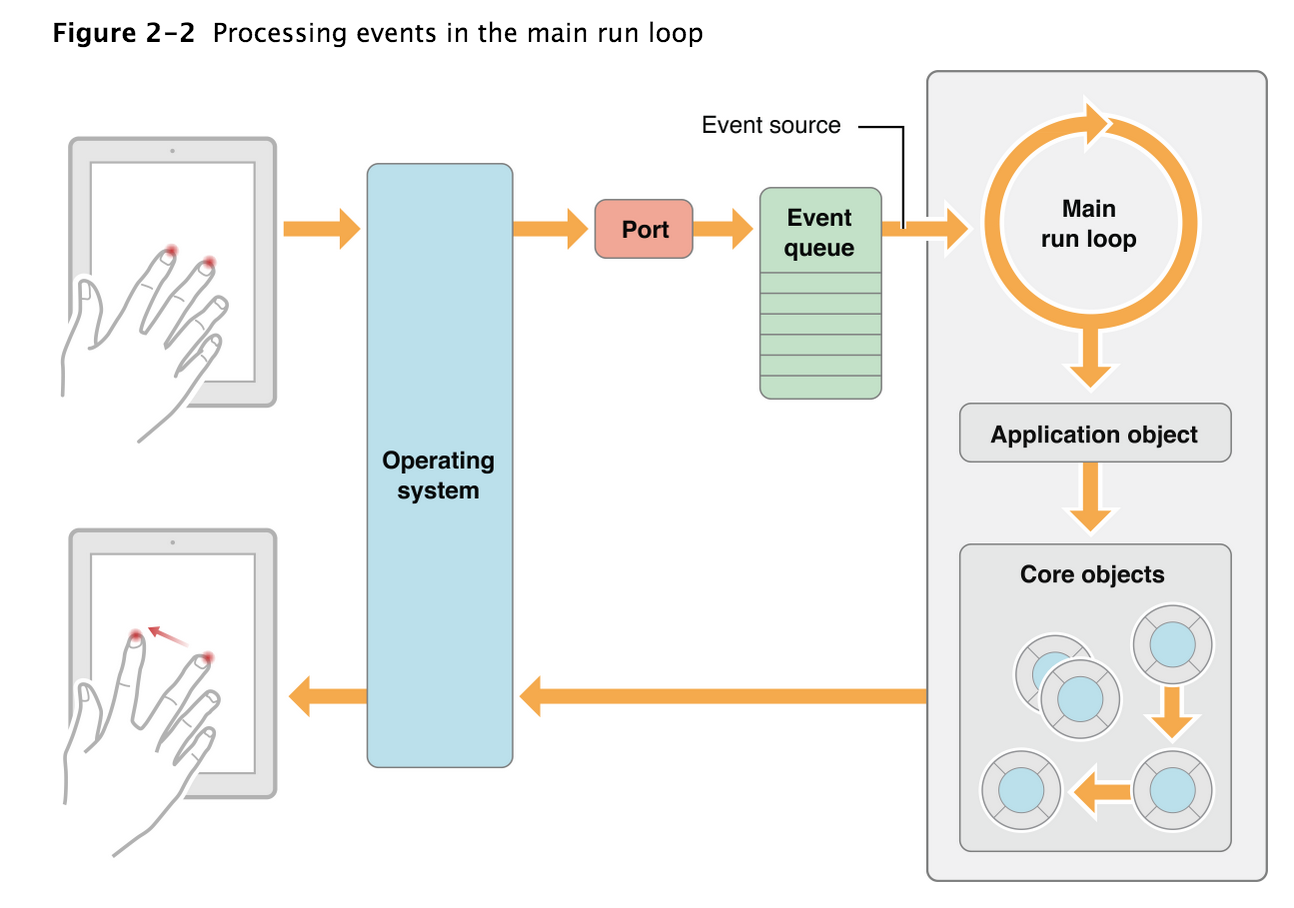 Figure 2-2 Processing events in the main run loop
Event source
Port
Event
queue
Main
run loop
Operating
system
Application object
Core objects